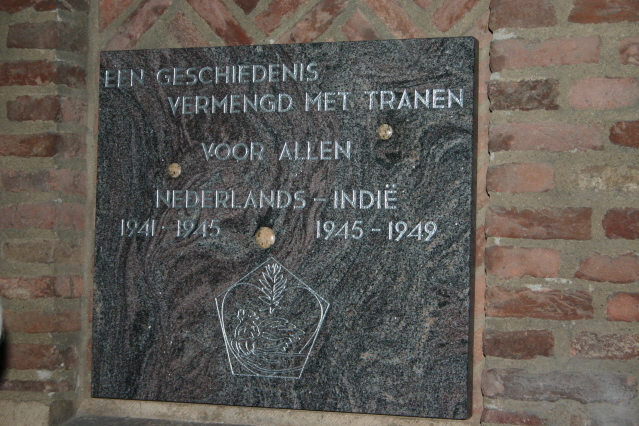 EEN GESCHIEDENIS
VERMENGD MET TRANEN
VOOR ALLEN
NEDERLANDS - INDIË
1941 - 1945 1945 - 1949